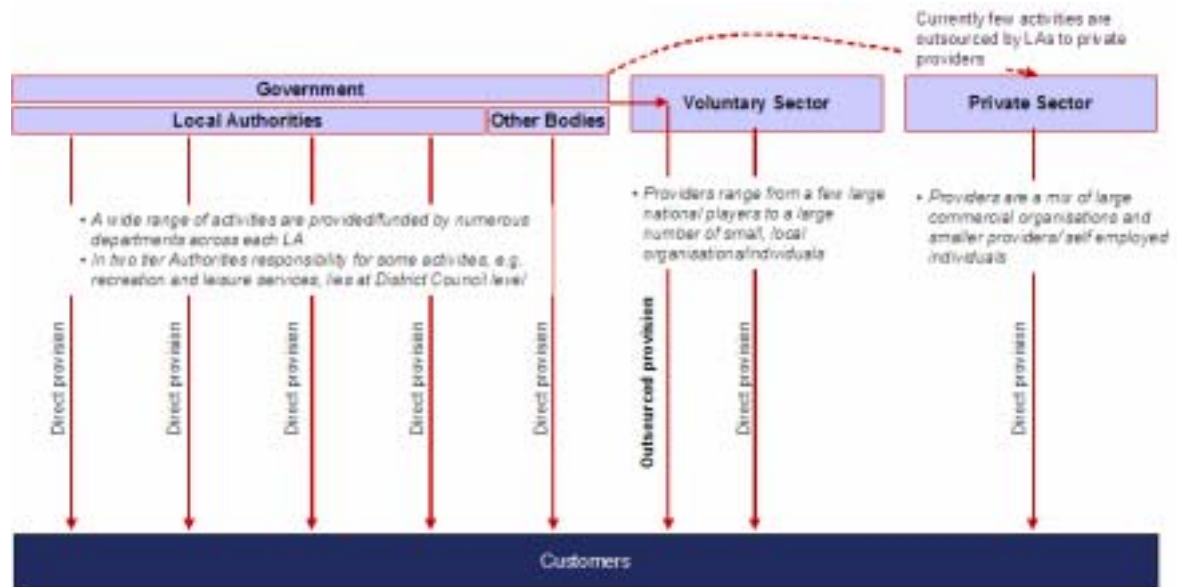 Currently few activities are
outsourced by LAs to private
providers
Government
Local Authorities
Other Bodies
Voluntary Sector
Private Sector
• A wide range of activities are provided/funded by numerous
departments across each LA
• In two tier Authorities responsibility for some activities, e.g.
recreation and leisure services, lies at District Council level
• Providers range from a few large
national players to a large
number of small, local
organisations/individuals
• Providers are a mix of large
commercial organisations and
smaller providers/ self employed
individuals
Direct provision
Direct provision
Direct provision
Direct provision
Direct provision
Outsourced provision
Direct provision
Direct provision
Customers